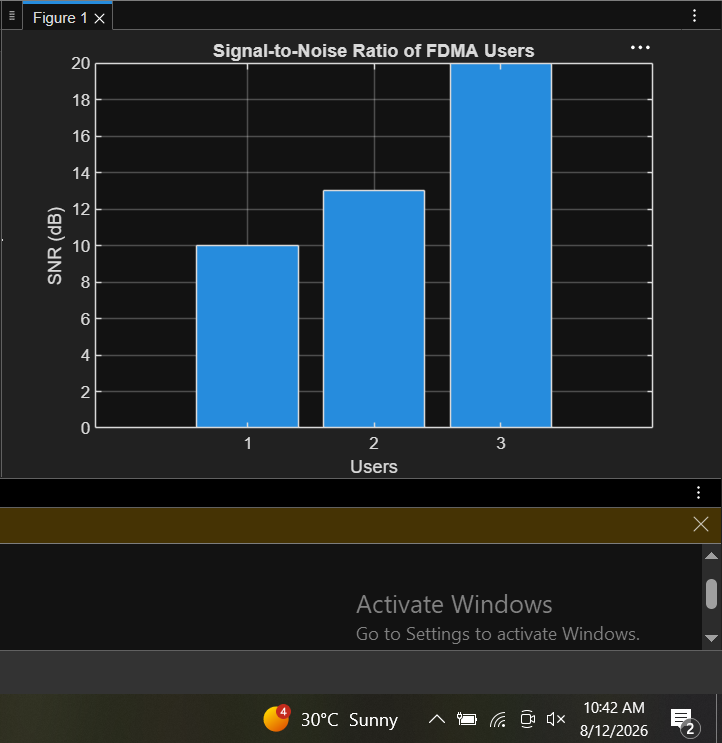 Figure 1
Signal-to-Noise Ratio of FDMA Users
20
18
16
14
12
10
8
6
4
2
0
SNR (dB)
1 2 3
Users
Activate Windows
Go to Settings to activate Windows.
4
30°C Sunny
10:42 AM
8/12/2026
2